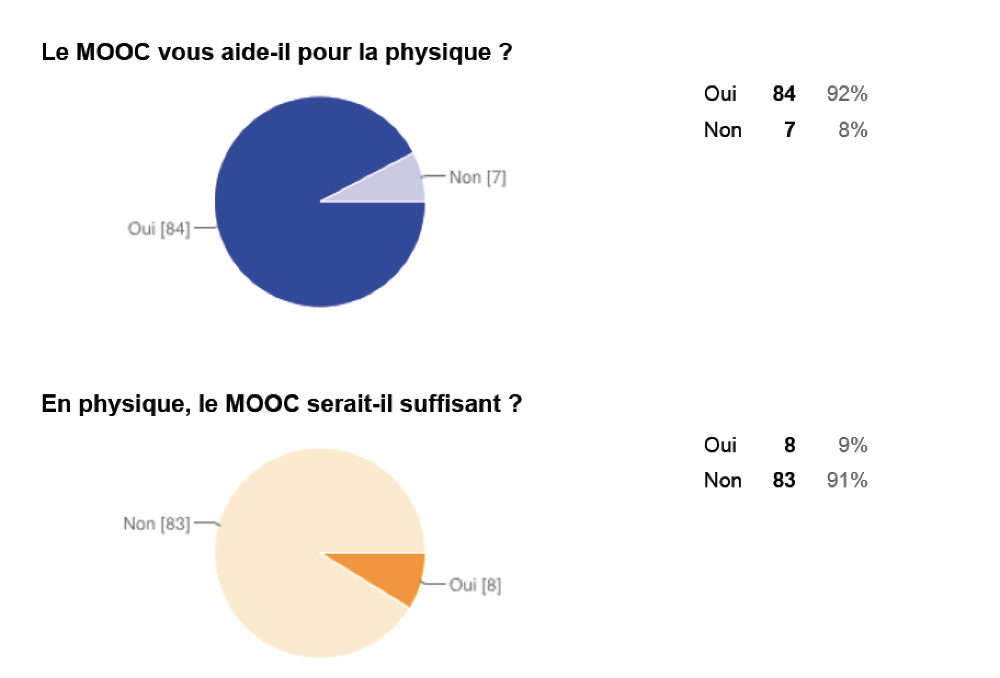 Le MOOC vous aide-il pour la physique ?
Oui 84 92%
Non 7 8%
Non [7]
Oui [84]
En physique, le MOOC serait-il suffisant ?
Oui 8 9%
Non 83 91%
Non [83]
Oui [8]